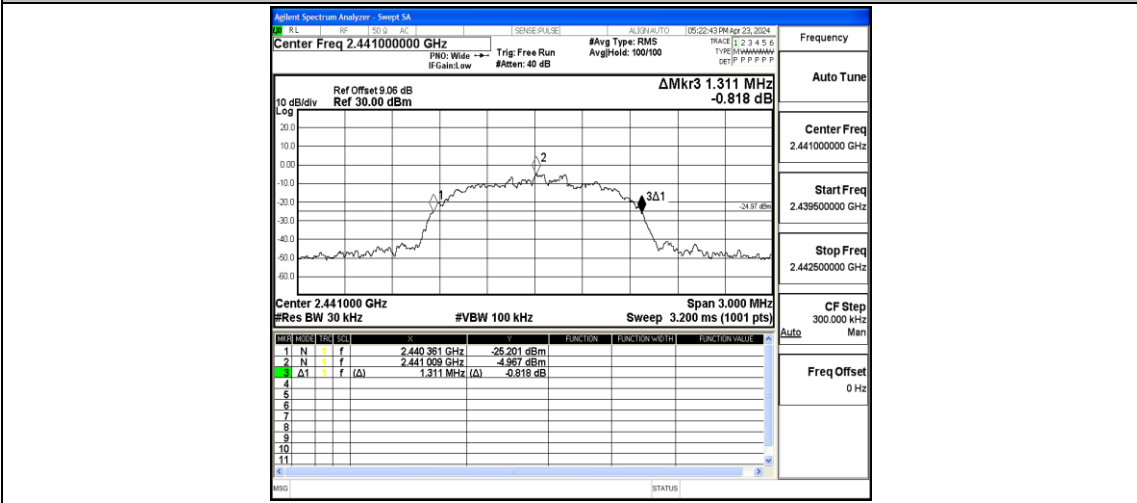 Agilent Spectrum Analyzer - Swept SA
RL RF 50 Ω AC SENSE:PULSE ALIGN AUTO 05:22:43 PM Apr 23, 2024
Center Freq 2.441000000 GHz #Avg Type: RMS TRACE 1 2 3 4 5 6
PNO: Wide Trig: Free Run Avg|Hold: 100/100 TYPE M
IFGain:Low #Atten: 40 dB DET P P P P P P
Frequency
Auto Tune
Center Freq
2.441000000 GHz
Start Freq
2.439500000 GHz
Stop Freq
2.442500000 GHz
CF Step
300.000 kHz
Auto Man
Freq Offset
0 Hz
ΔMkr3 1.311 MHz
-0.818 dB
Ref Offset 9.06 dB
10 dB/div Ref 30.00 dBm
Log
20.0
10.0
0.00
-10.0
-20.0
-30.0
-40.0
-50.0
-60.0
1
2
3Δ1
-24.97 dBm
Center 2.441000 GHz Span 3.000 MHz
#Res BW 30 kHz #VBW 100 kHz Sweep 3.200 ms (1001 pts)
MKR MODE TRC SCL X Y FUNCTION FUNCTION WIDTH FUNCTION VALUE
1 N 1 f 2.440 361 GHz -25.201 dBm
2 N 1 f 2.441 009 GHz -4.967 dBm
3 Δ1 1 f (Δ) 1.311 MHz (Δ) -0.818 dB
4
5
6
7
8
9
10
11
MSG STATUS